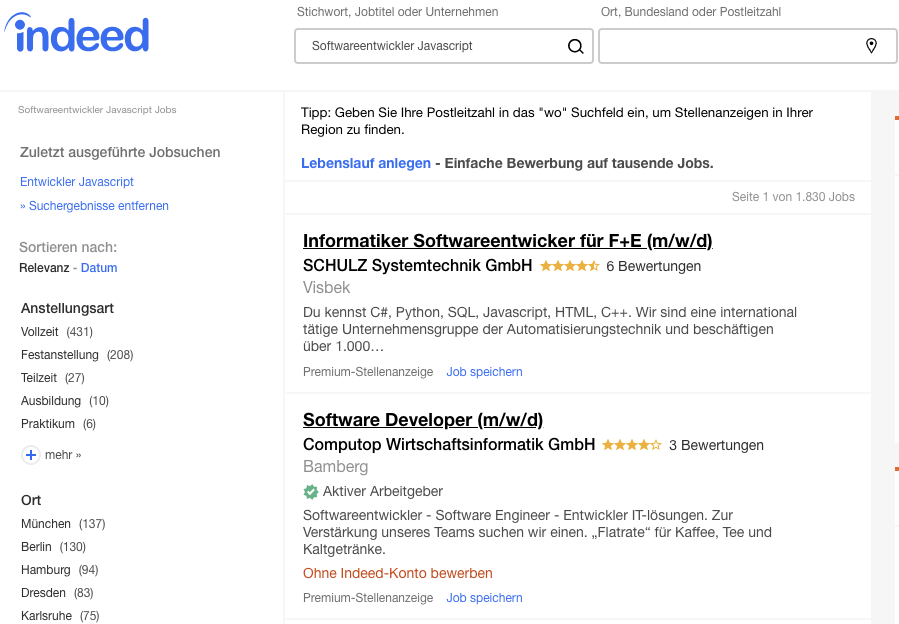 indeed
Stichwort, Jobtitel oder Unternehmen
Ort, Bundesland oder Postleitzahl
Softwareentwickler Javascript
Softwareentwickler Javascript Jobs
Zuletzt ausgeführte Jobsuchen
Entwickler Javascript
» Suchergebnisse entfernen
Sortieren nach:
Relevanz - Datum
Anstellungsart
Vollzeit (431)
Festanstellung (208)
Teilzeit (27)
Ausbildung (10)
Praktikum (6)
mehr »
Ort
München (137)
Berlin (130)
Hamburg (94)
Dresden (83)
Karlsruhe (75)
Tipp: Geben Sie Ihre Postleitzahl in das "wo" Suchfeld ein, um Stellenanzeigen in Ihrer
Region zu finden.
Lebenslauf anlegen - Einfache Bewerbung auf tausende Jobs.
Seite 1 von 1.830 Jobs
Informatiker Softwareentwicker für F+E (m/w/d)
SCHULZ Systemtechnik GmbH 6 Bewertungen
Visbek
Du kennst C#, Python, SQL, Javascript, HTML, C++. Wir sind eine international
tätige Unternehmensgruppe der Automatisierungstechnik und beschäftigen
über 1.000…
Premium-Stellenanzeige Job speichern
Software Developer (m/w/d)
Computop Wirtschaftsinformatik GmbH 3 Bewertungen
Bamberg
Aktiver Arbeitgeber
Softwareentwickler - Software Engineer - Entwickler IT-lösungen. Zur
Verstärkung unseres Teams suchen wir einen. „Flatrate“ für Kaffee, Tee und
Kaltgetränke.
Ohne Indeed-Konto bewerben
Premium-Stellenanzeige Job speichern